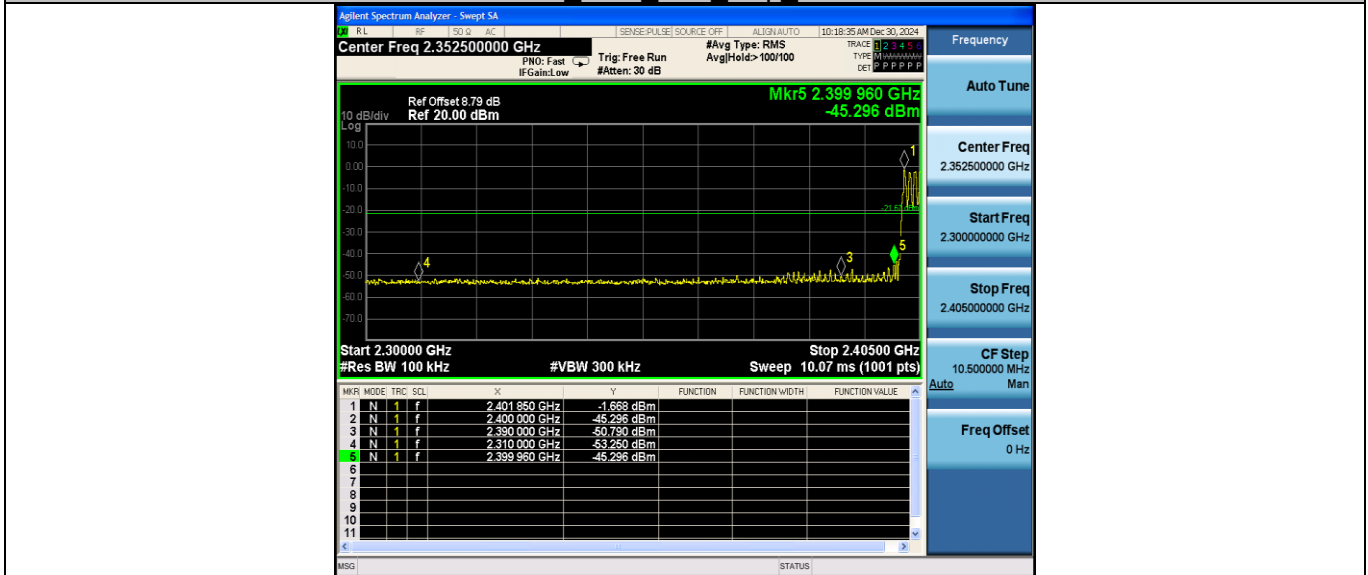 Agilent Spectrum Analyzer - Swept SA
RL RF 50 Ω AC SENSE:PULSE SOURCE OFF ALIGN AUTO 10:18:35 AM Dec 30, 2024
Center Freq 2.352500000 GHz
PNO: Fast
IFGain:Low
Trig: Free Run
#Atten: 30 dB
#Avg Type: RMS
Avg|Hold:>100/100
TRACE 1 2 3 4 5 6
TYPE M
DET P P P P P P
Mkr5 2.399 960 GHz
-45.296 dBm
Ref Offset 8.79 dB
10 dB/div Ref 20.00 dBm
Log
10.0
0.00
-10.0
-20.0
-30.0
-40.0
-50.0
-60.0
-70.0
1
3
4
5
Start 2.30000 GHz Stop 2.40500 GHz
#Res BW 100 kHz #VBW 300 kHz Sweep 10.07 ms (1001 pts)
MKR MODE TRC SCL X Y FUNCTION FUNCTION WIDTH FUNCTION VALUE
1 N 1 f 2.401 850 GHz -1.668 dBm
2 N 1 f 2.400 000 GHz -45.296 dBm
3 N 1 f 2.390 000 GHz -50.790 dBm
4 N 1 f 2.310 000 GHz -53.250 dBm
5 N 1 f 2.399 960 GHz -45.296 dBm
6
7
8
9
10
11
MSG STATUS
Frequency
Auto Tune
Center Freq
2.352500000 GHz
Start Freq
2.300000000 GHz
Stop Freq
2.405000000 GHz
CF Step
10.500000 MHz
Auto Man
Freq Offset
0 Hz